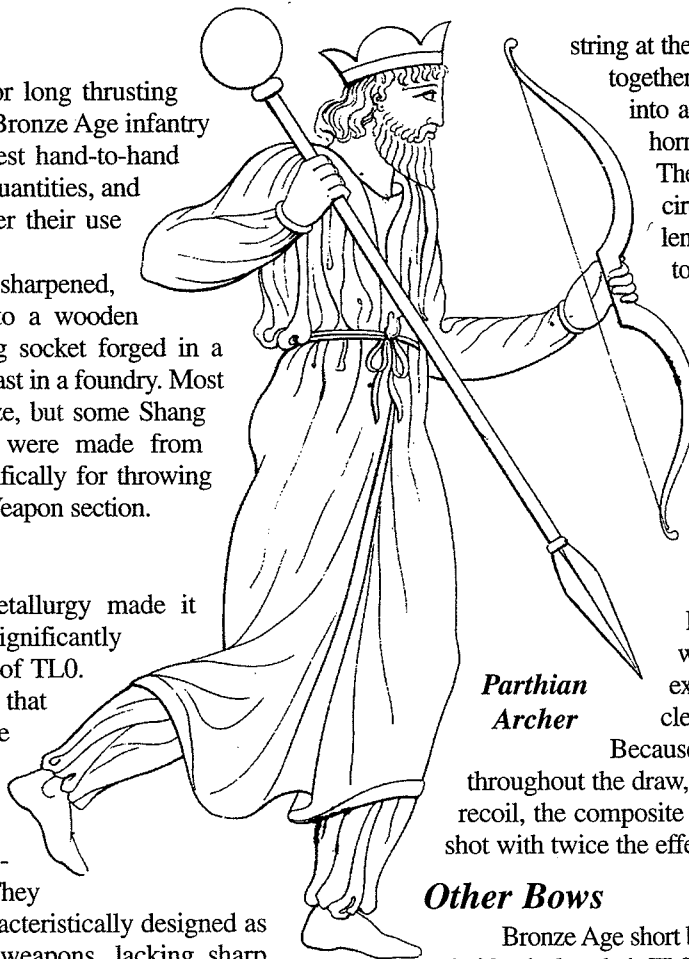 or long thrusting
Bronze Age infantry
est hand-to-hand
uantities, and
er their use
sharpened,
to a wooden
g socket forged in a
ast in a foundry. Most
ze, but some Shang
were made from
ifically for throwing
eapon section.
etallurgy made it
ignificantly
of TL0.
that
e
-
hey
acteristically designed as
weapons, lacking sharp
string at the
together
into a
horn
The
cir
len
to
Parthian
Archer
ex
cle
Because
throughout the draw,
recoil, the composite
shot with twice the effe
Other Bows
Bronze Age short b